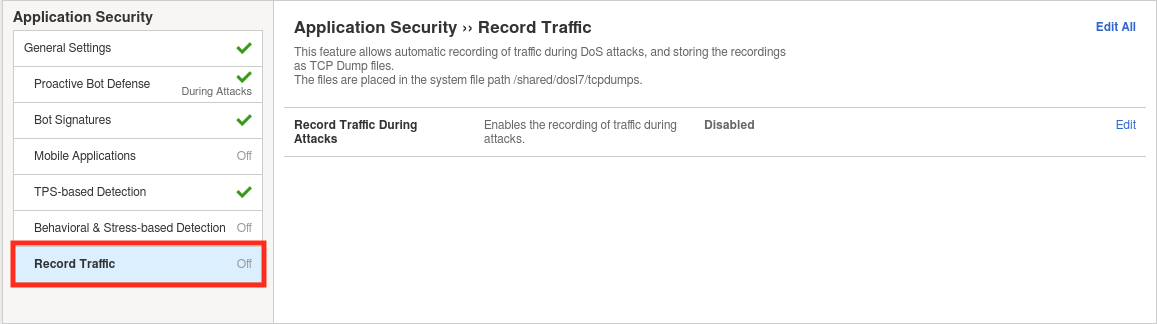 Application Security
General Settings
Proactive Bot Defense
During Attacks
Bot Signatures
Mobile Applications Off
TPS-based Detection
Behavioral & Stress-based Detection Off
Record Traffic Off
Application Security ›› Record Traffic
Edit All
This feature allows automatic recording of traffic during DoS attacks, and storing the recordings
as TCP Dump files.
The files are placed in the system file path /shared/dosl7/tcpdumps.
Record Traffic During
Attacks
Enables the recording of traffic during
attacks.
Disabled
Edit